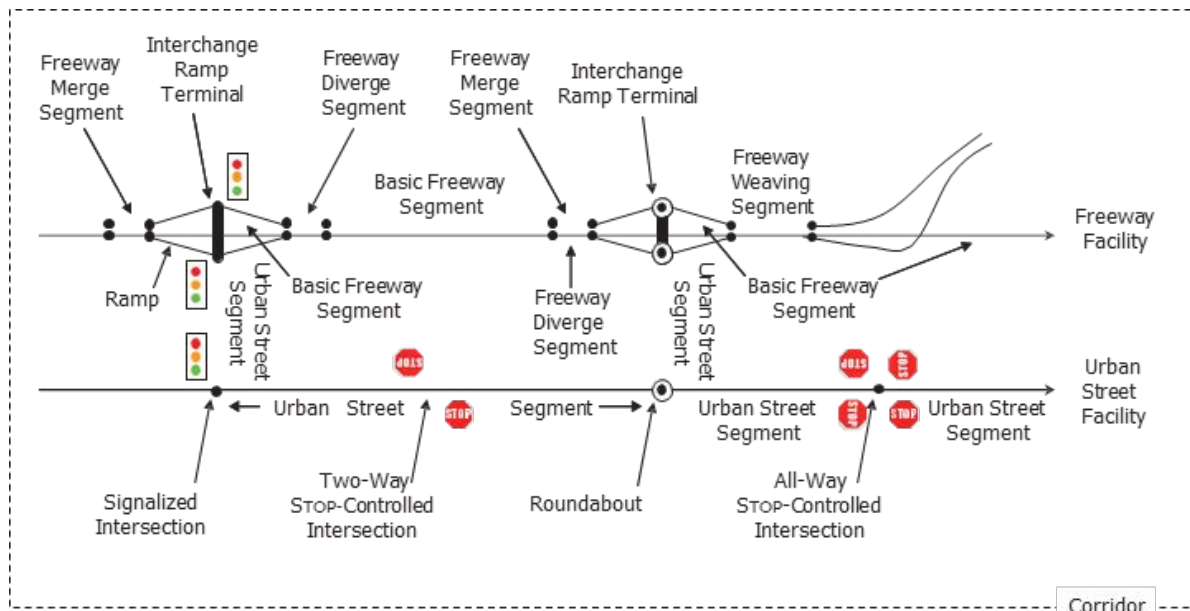 Freeway
Merge
Segment
Interchange
Ramp
Terminal
Freeway
Diverge
Segment
Freeway
Merge
Segment
Interchange
Ramp Terminal
Basic Freeway
Segment
Freeway
Weaving
Segment
Freeway
Facility
Ramp
Urban Street
Segment
Basic Freeway
Segment
Freeway
Diverge
Segment
Urban Street
Segment
Basic Freeway
Segment
STOP
STOP
STOP
Urban
Street
Facility
Urban Street
STOP
Segment
Urban Street
Segment
STOP
STOP
Urban Street
Segment
Signalized
Intersection
Two-Way
STOP-Controlled
Intersection
Roundabout
All-Way
STOP-Controlled
Intersection
Corridor